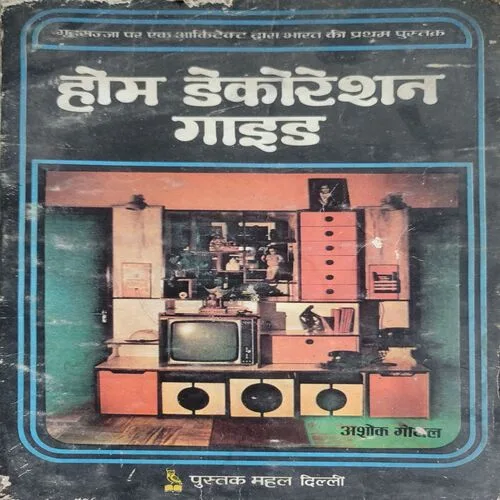 गृहसज्जा पर एक आर्किटेक्ट द्वारा भारत की प्रथम पुस्तक
होम डेकोरेशन
गाइड
अशोक गोयल
पुस्तक महल दिल्ली